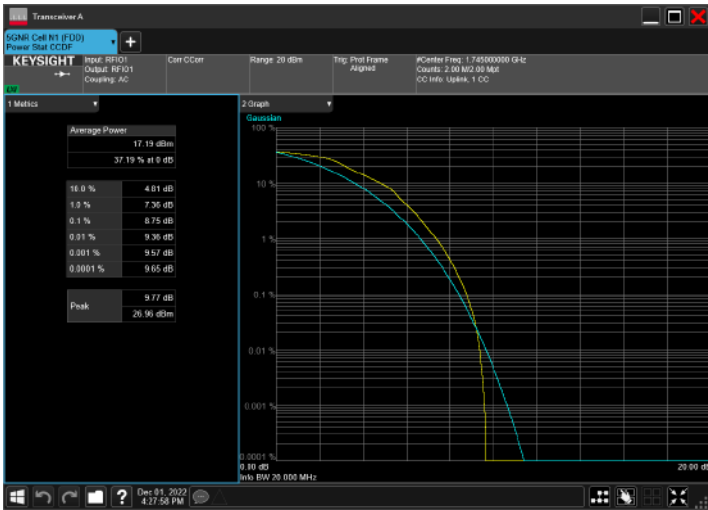 Transceiver A
5GNR Cell N1 (FDD)
Power Stat CCDF
+
KEYSIGHT
Input: RFIO1
Output: RFIO1
Coupling: AC
Corr CCorr
Range: 20 dBm
Trig: Prot Frame
Aligned
#Center Freq: 1.745000000 GHz
Counts: 2.00 M/2.00 Mpt
CC Info: Uplink, 1 CC
1 Metrics
Average Power
17.19 dBm
37.19 % at 0 dB
10.0 % 4.81 dB
1.0 % 7.36 dB
0.1 % 8.75 dB
0.01 % 9.36 dB
0.001 % 9.57 dB
0.0001 % 9.65 dB
Peak 9.77 dB
26.96 dBm
2 Graph
Gaussian
100 %
10 %
1 %
0.1 %
0.01 %
0.001 %
0.0001 %
0.00 dB 20.00 dB
Info BW 20.000 MHz
?
Dec 01, 2022
4:27:58 PM